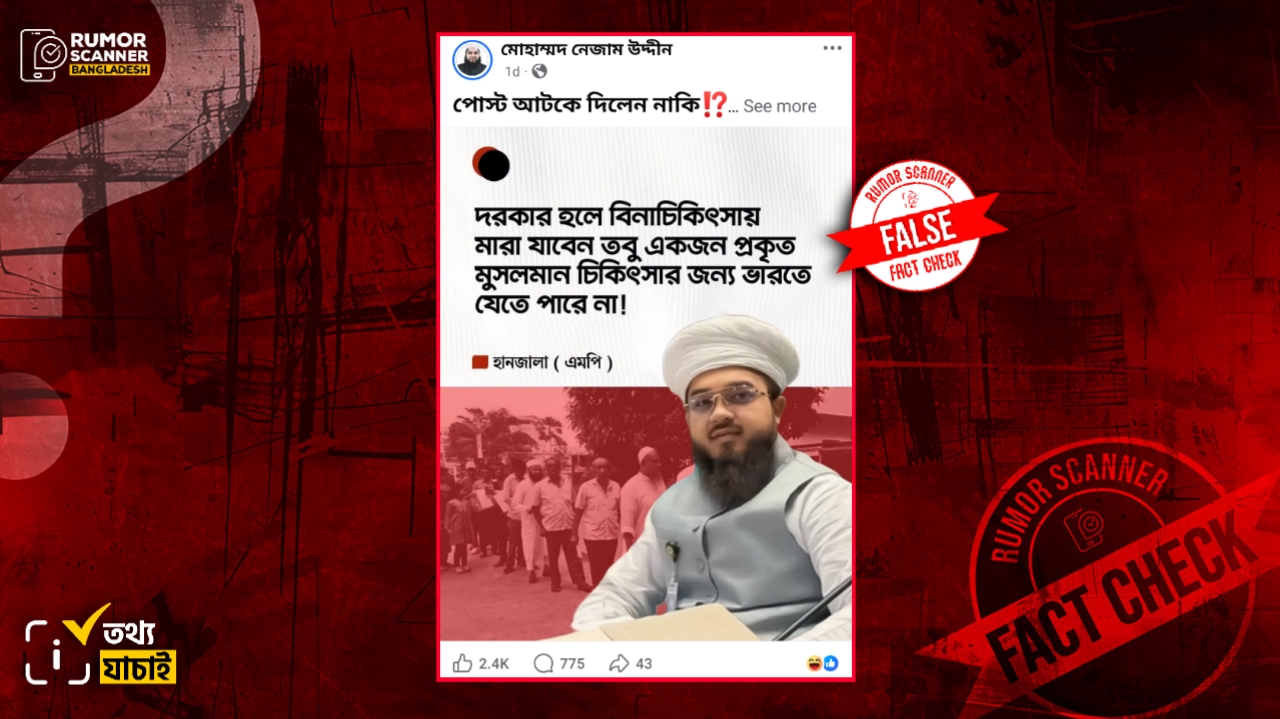 RUMOR
SCANNER
BANGLADESH
মোহাম্মদ নেজাম উদ্দীন
1d
পোস্ট আটকে দিলেন নাকি⁉️... See more
দরকার হলে বিনাচিকিৎসায়
মারা যাবেন তবু একজন প্রকৃত
মুসলমান চিকিৎসার জন্য ভারতে
যেতে পারে না!
হানজালা ( এমপি )
2.4K 775 43
RUMOR SCANNER
FALSE
FACT CHECK
RUMOR SCANNER
FACT CHECK
তথ্য
যাচাই